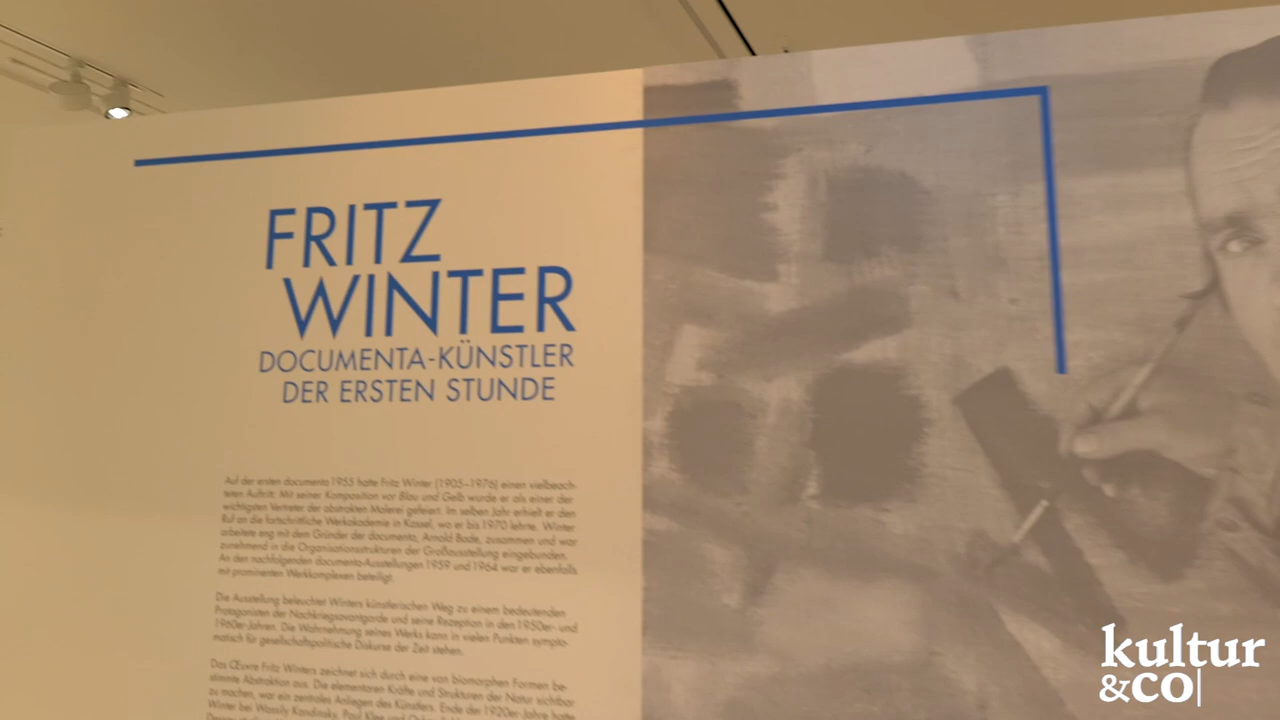 FRITZ
WINTER
DOCUMENTA-KÜNSTLER
DER ERSTEN STUNDE
Auf der ersten documenta 1955 hatte Fritz Winter (1905–1976) einen vielbeach-
teten Auftritt: Mit seiner Komposition vor Blau und Gelb wurde er als einer der
wichtigsten Vertreter der abstrakten Malerei gefeiert. Im selben Jahr erhielt er den
Ruf an die fortschrittliche Werkakademie in Kassel, wo er bis 1970 lehrte. Winter
arbeitete eng mit dem Gründer der documenta, Arnold Bode, zusammen und war
zunehmend in die Organisationsstrukturen der Großausstellung eingebunden.
An den nachfolgenden documenta-Ausstellungen 1959 und 1964 war er ebenfalls
mit prominenten Werkkomplexen beteiligt.
Die Ausstellung beleuchtet Winters künstlerischen Weg zu einem bedeutenden
Protagonisten der Nachkriegsavantgarde und seine Rezeption in den 1950er- und
1960er-Jahren. Die Wahrnehmung seines Werks kann in vielen Punkten sympto-
matisch für gesellschaftspolitische Diskurse der Zeit stehen.
Das Œuvre Fritz Winters zeichnet sich durch eine von biomorphen Formen be-
stimmte Abstraktion aus. Die elementaren Kräfte und Strukturen der Natur sichtbar
zu machen, war ein zentrales Anliegen des Künstlers. Ende der 1920er-Jahre hatte
Winter bei Wassily Kandinsky, Paul Klee und
kultur
&co|